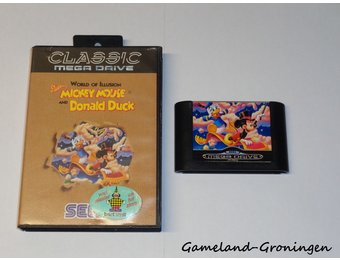 CLASSIC
MEGA DRIVE
WORLD OF ILLUSION
MICKEY MOUSE
AND
Donald Duck
SEGA
MEGA DRIVE
Gameland-Groningen